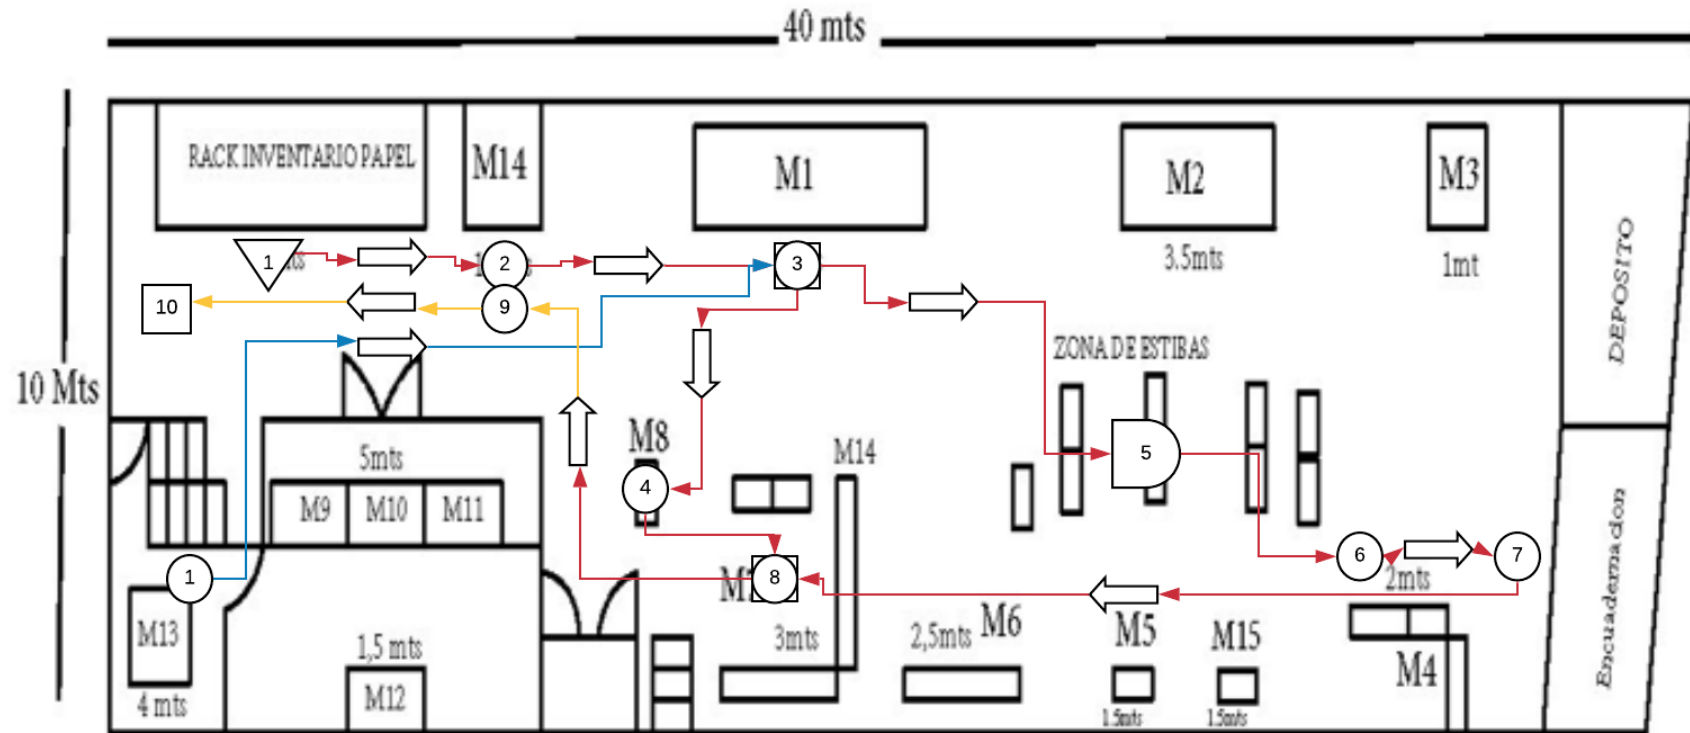 40 mts
RACK INVENTARIO PAPEL
M14
M1
M2
M3
1
2
3
3.5mts
1mt
DEPOSITO
10
9
ZONA DE ESTIBAS
10 Mts
M8
M14
5mts
4
5
M9
M10
M11
Encuadernacion
6
7
2mts
1
8
M13
1,5 mts
3mts
2,5mts
M6
M5
M15
M4
M12
4 mts
1.5mts
1.5mts